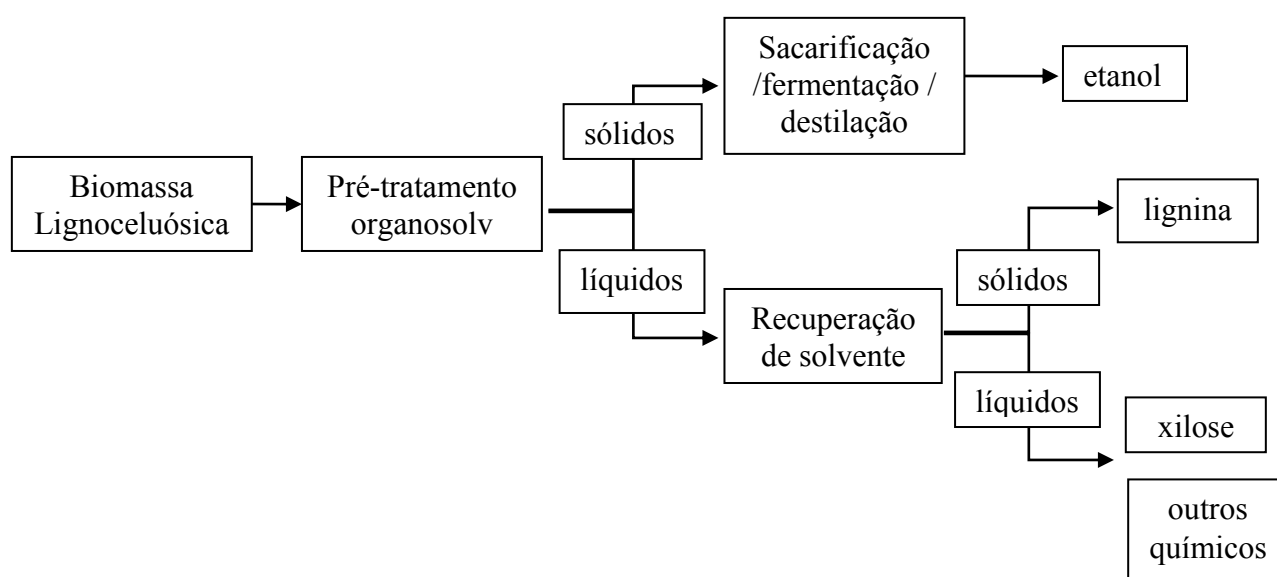 Biomassa
Lignoceluósica
Pré-tratamento
organosolv
sólidos
Sacarificação
/fermentação /
destilação
etanol
líquidos
Recuperação
de solvente
sólidos
lignina
líquidos
xilose
outros
químicos